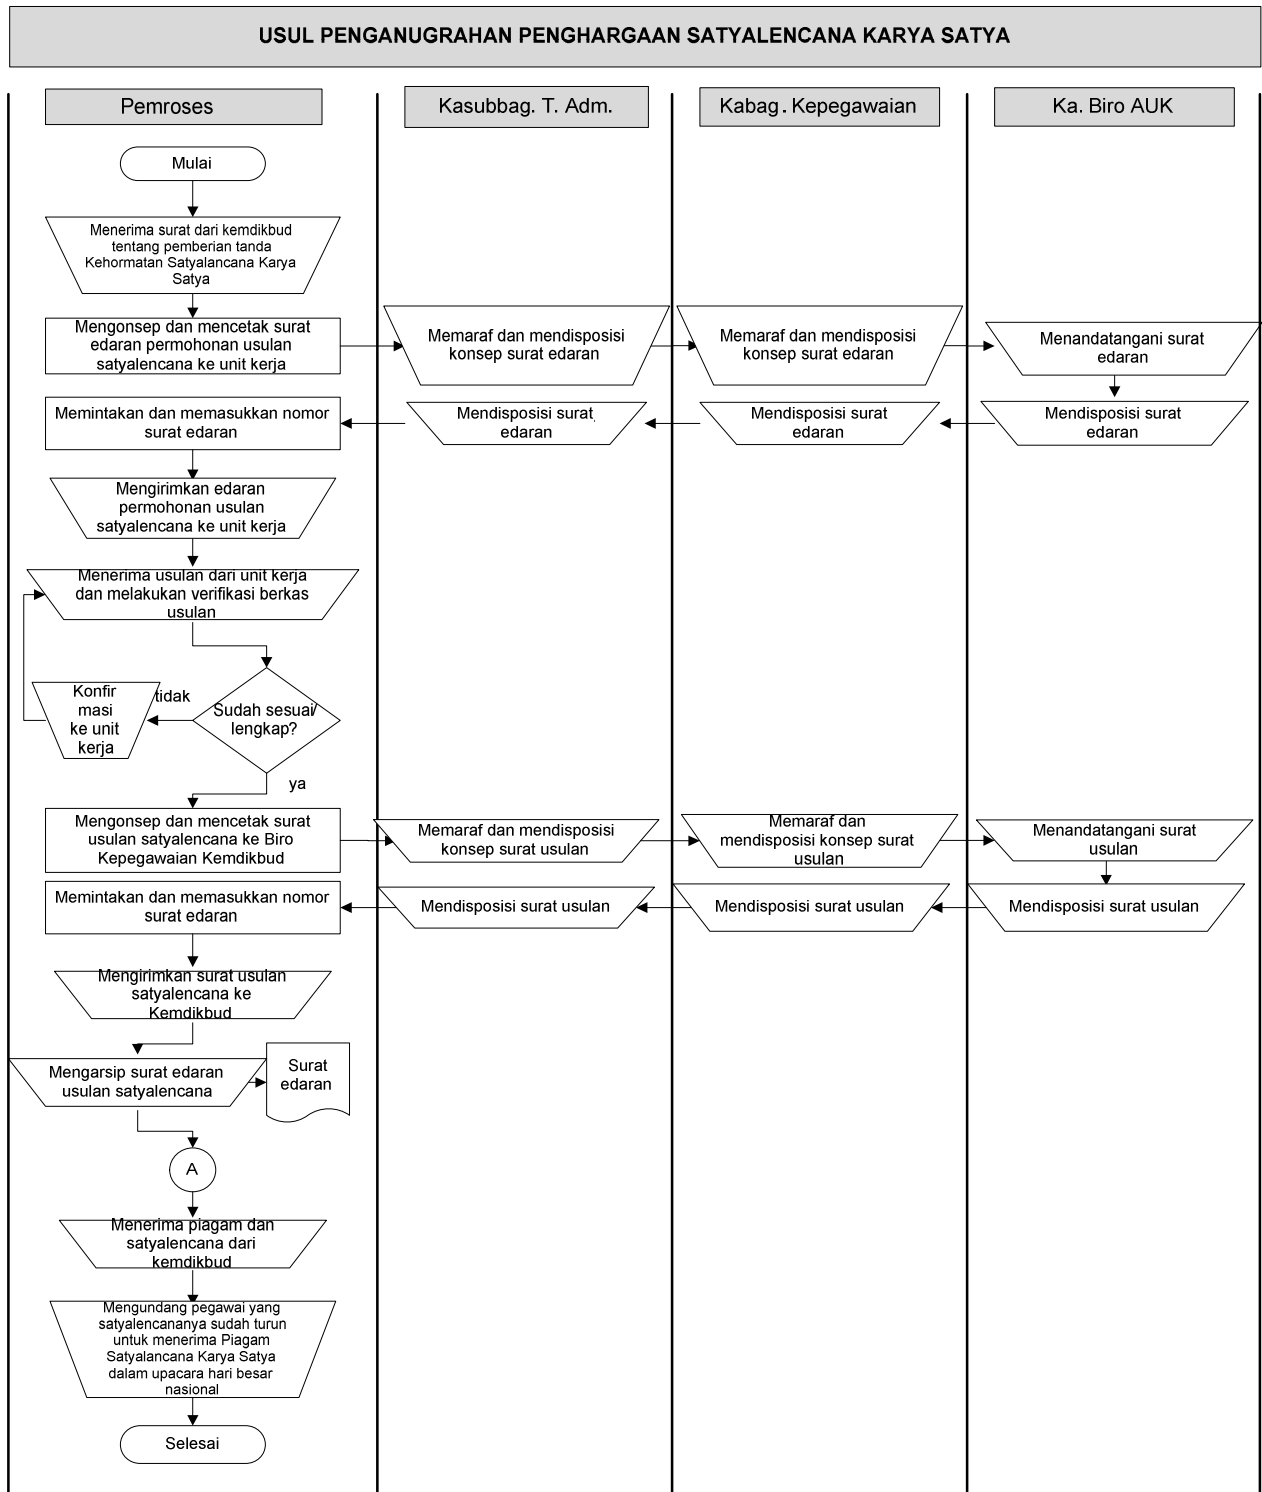 USUL PENGANUGRAHAN PENGHARGAAN SATYALENCANA KARYA SATYA
Pemroses
Kasubbag. T. Adm.
Kabag. Kepegawaian
Ka. Biro AUK
Mulai
Menerima surat dari kemdikbud
tentang pemberian tanda
Kehormatan Satyalancana Karya
Satya
Mengonsep dan mencetak surat
edaran permohonan usulan
satyalencana ke unit kerja
Memaraf dan mendisposisi
konsep surat edaran
Memaraf dan mendisposisi
konsep surat edaran
Menandatangani surat
edaran
Memintakan dan memasukkan nomor
surat edaran
Mendisposisi surat
edaran
Mendisposisi surat
edaran
Mendisposisi surat
edaran
Mengirimkan edaran
permohonan usulan
satyalencana ke unit kerja
Menerima usulan dari unit kerja
dan melakukan verifikasi berkas
usulan
Konfir
masi
ke unit
kerja
tidak
Sudah sesuai/
lengkap?
ya
Mengonsep dan mencetak surat
usulan satyalencana ke Biro
Kepegawaian Kemdikbud
Memaraf dan mendisposisi
konsep surat usulan
Memaraf dan
mendisposisi konsep surat
usulan
Menandatangani surat
usulan
Memintakan dan memasukkan nomor
surat edaran
Mendisposisi surat usulan
Mendisposisi surat usulan
Mendisposisi surat usulan
Mengirimkan surat usulan
satyalencana ke
Kemdikbud
Mengarsip surat edaran
usulan satyalencana
Surat
edaran
A
Menerima piagam dan
satyalencana dari
kemdikbud
Mengundang pegawai yang
satyalencananya sudah turun
untuk menerima Piagam
Satyalancana Karya Satya
dalam upacara hari besar
nasional
Selesai